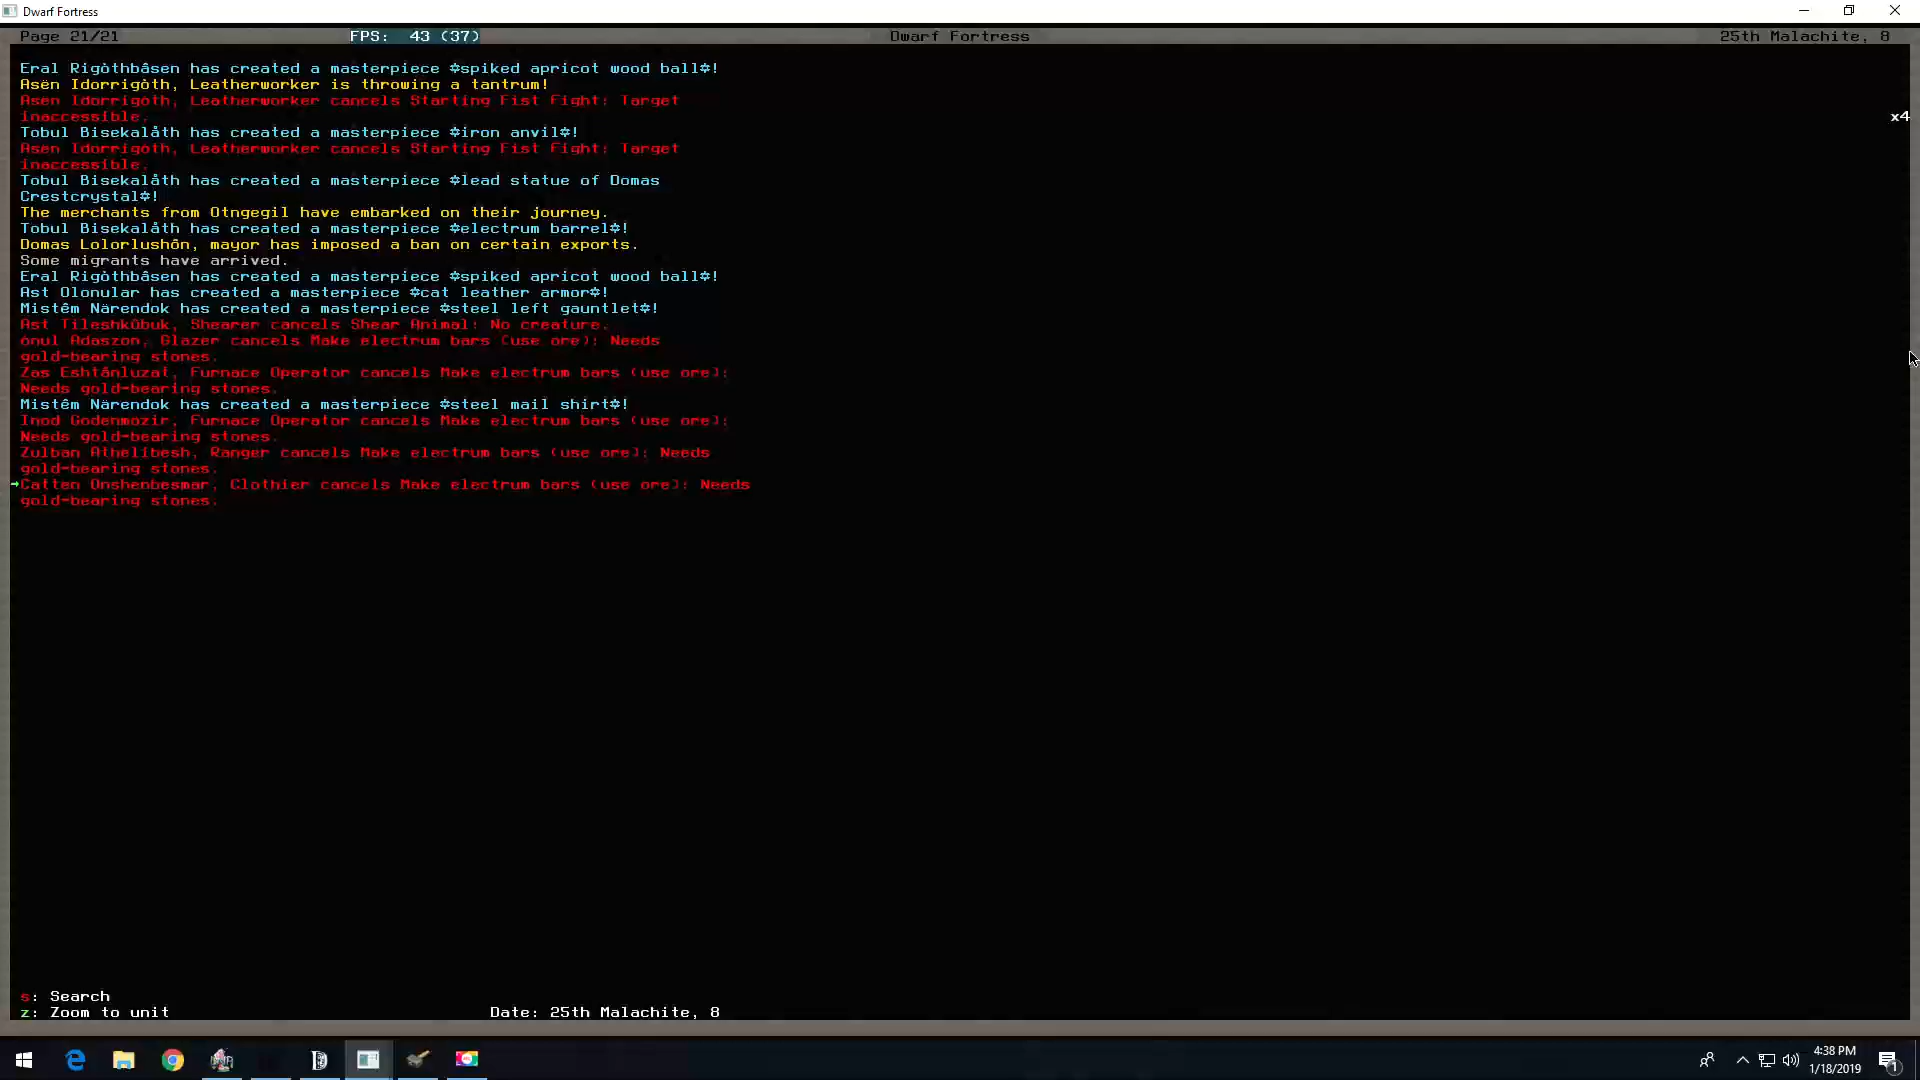 Dwarf Fortress
Page 21/21 FPS: 43 (37) Dwarf Fortress 25th Malachite, 8
Eral Rigòthbâsen has created a masterpiece ☼spiked apricot wood ball☼!
Asën Idorrigòth, Leatherworker is throwing a tantrum!
Asën Idorrigòth, Leatherworker cancels Starting Fist Fight: Target
inaccessible. x4
Tobul Bisekalåth has created a masterpiece ☼iron anvil☼!
Asën Idorrigòth, Leatherworker cancels Starting Fist Fight: Target
inaccessible.
Tobul Bisekalåth has created a masterpiece ☼lead statue of Domas
Crestcrystal☼!
The merchants from Otngegil have embarked on their journey.
Tobul Bisekalåth has created a masterpiece ☼electrum barrel☼!
Domas Lolorlushôn, mayor has imposed a ban on certain exports.
Some migrants have arrived.
Eral Rigòthbâsen has created a masterpiece ☼spiked apricot wood ball☼!
Ast Olonular has created a masterpiece ☼cat leather armor☼!
Mistêm Närendok has created a masterpiece ☼steel left gauntlet☼!
Ast Tileshkûbuk, Shearer cancels Shear Animal: No creature.
ònul Adaszon, Glazer cancels Make electrum bars (use ore): Needs
gold-bearing stones.
Zas Eshtânluzat, Furnace Operator cancels Make electrum bars (use ore):
Needs gold-bearing stones.
Mistêm Närendok has created a masterpiece ☼steel mail shirt☼!
Inod Godenmozir, Furnace Operator cancels Make electrum bars (use ore):
Needs gold-bearing stones.
Zulban Athelíbesh, Ranger cancels Make electrum bars (use ore): Needs
gold-bearing stones.
→Catten Onshenbesmar, Clothier cancels Make electrum bars (use ore): Needs
gold-bearing stones.
s: Search
z: Zoom to unit Date: 25th Malachite, 8
4:38 PM
1/18/2019
1